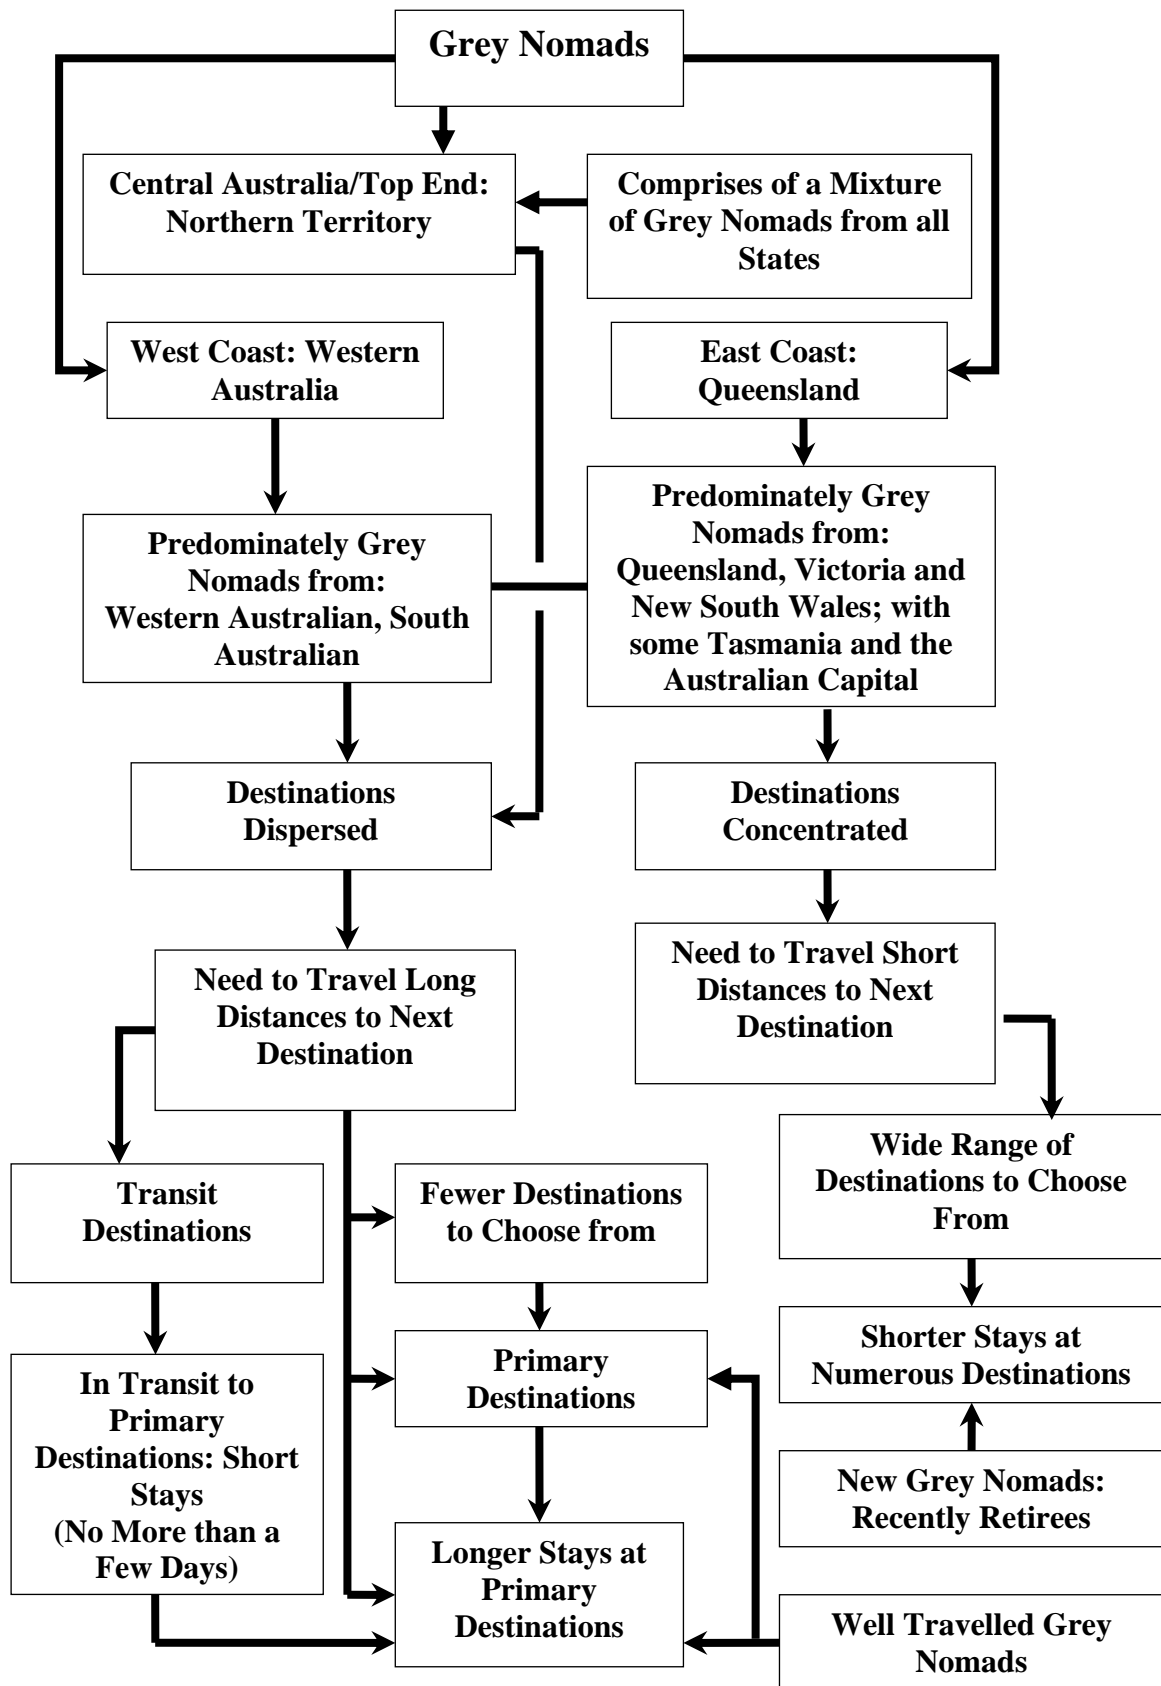 Grey Nomads
Central Australia/Top End:
Northern Territory
Comprises of a Mixture
of Grey Nomads from all
States
West Coast: Western
Australia
East Coast:
Queensland
Predominately Grey
Nomads from:
Western Australian, South
Australian
Predominately Grey
Nomads from:
Queensland, Victoria and
New South Wales; with
some Tasmania and the
Australian Capital
Destinations
Dispersed
Destinations
Concentrated
Need to Travel Long
Distances to Next
Destination
Need to Travel Short
Distances to Next
Destination
Transit
Destinations
Fewer Destinations
to Choose from
Wide Range of
Destinations to Choose
From
In Transit to
Primary
Destinations: Short
Stays
(No More than a
Few Days)
Primary
Destinations
Shorter Stays at
Numerous Destinations
New Grey Nomads:
Recently Retirees
Longer Stays at
Primary
Destinations
Well Travelled Grey
Nomads